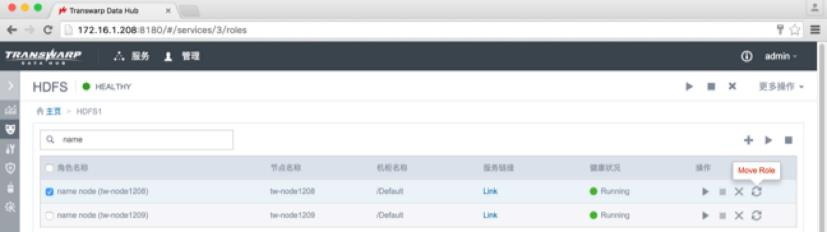 Transwarp Data Hub
172.16.1.208:8180/#/services/3/roles
TRANSWARP
DATA HUB
服务 管理 admin
HDFS HEALTHY 更多操作
主页 > HDFS1
name
角色名称 节点名称 机柜名称 服务链接 健康状况 操作
Move Role
name node (tw-node1208) tw-node1208 /Default Link Running
name node (tw-node1209) tw-node1209 /Default Link Running